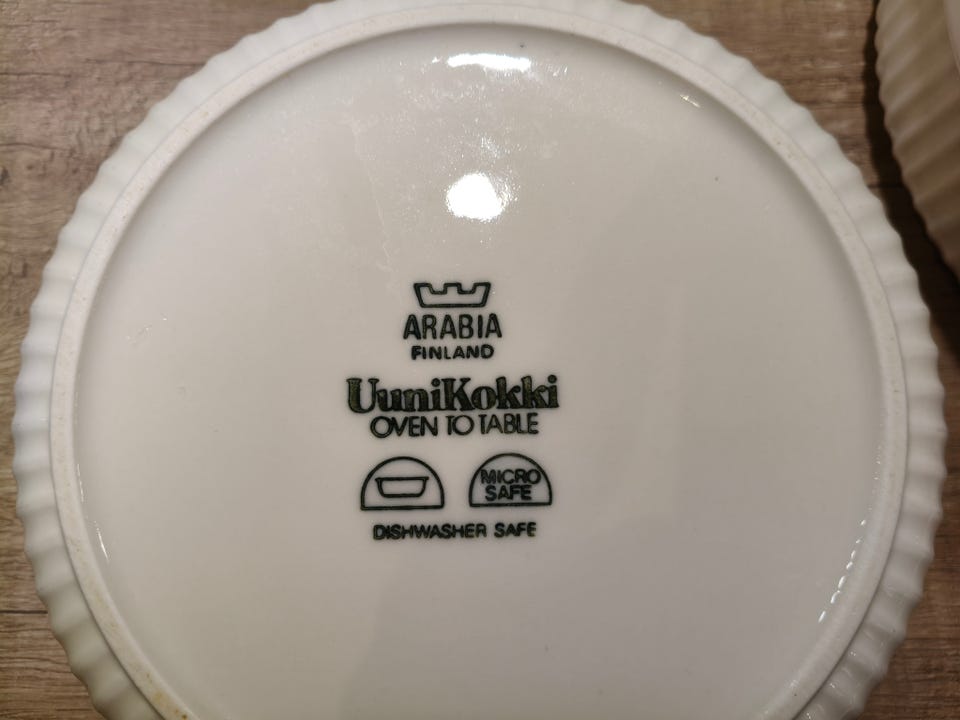 ARABIA
FINLAND
UuniKokki
OVEN TO TABLE
MICRO
SAFE
DISHWASHER SAFE